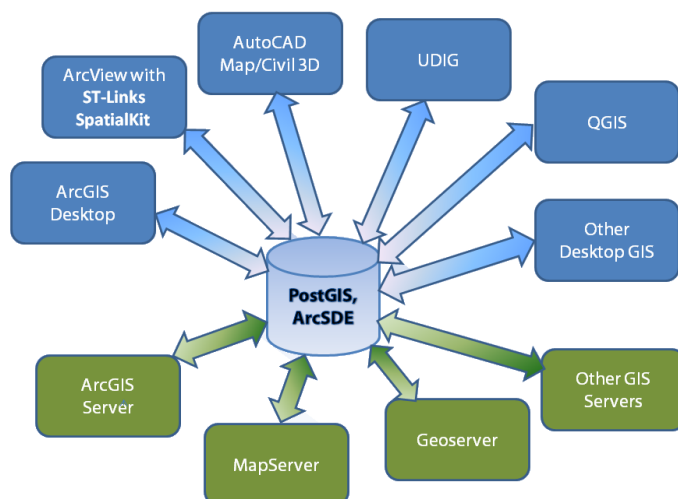 AutoCAD
Map/Civil 3D
UDIG
ArcView with
ST-Links
SpatialKit
QGIS
ArcGIS
Desktop
Other
Desktop GIS
PostGIS,
ArcSDE
ArcGIS
Server
Other GIS
Servers
MapServer
Geoserver